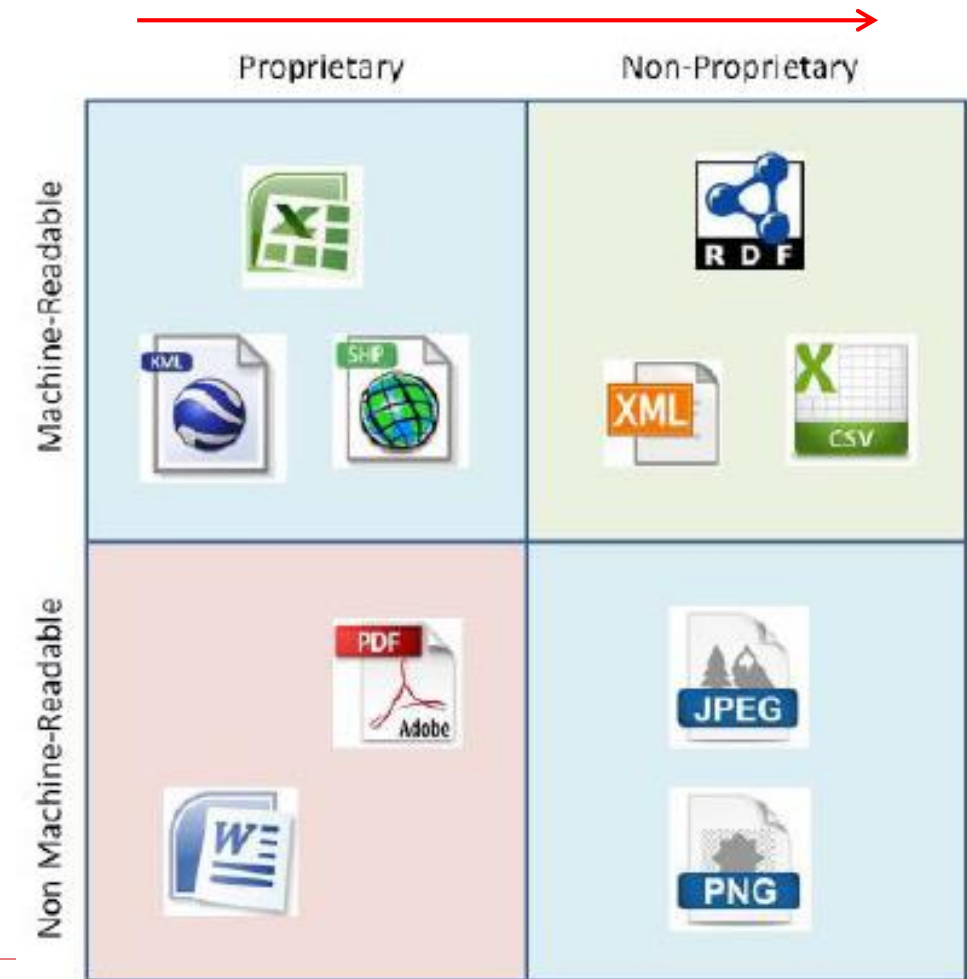 Proprietary Non-Proprietary
Machine-Readable
X
RDF
KML
SHP
XML
X
CSV
Non Machine-Readable
PDF
Adobe
JPEG
W
PNG